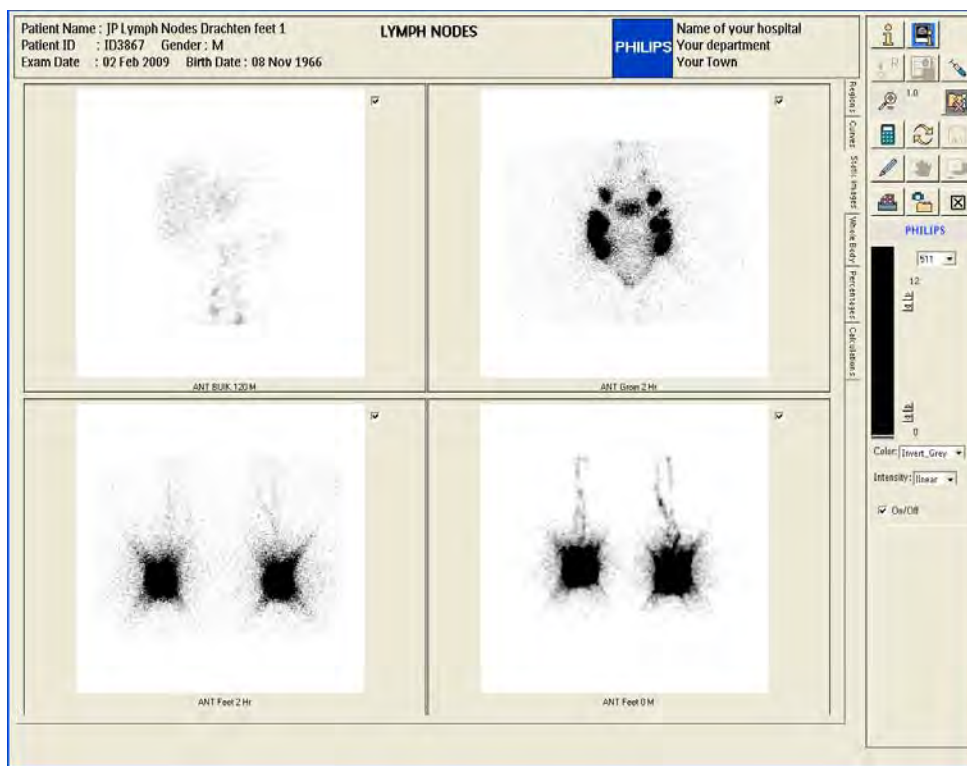 Patient Name : JP Lymph Nodes Drachten feet 1
Patient ID : ID3867 Gender : M
Exam Date : 02 Feb 2009 Birth Date : 08 Nov 1966
LYMPH NODES
PHILIPS
Name of your hospital
Your department
Your Town
ANT BUIK 120 M
ANT Groin 2 Hr
ANT Feet 2 Hr
ANT Feet 0 M
Regions
Curves
Static Images
Whole Body
Percentages
Calculations
R
1.0
PHILIPS
511
12
0
Color: Invert_Grey
Intensity: linear
On/Off